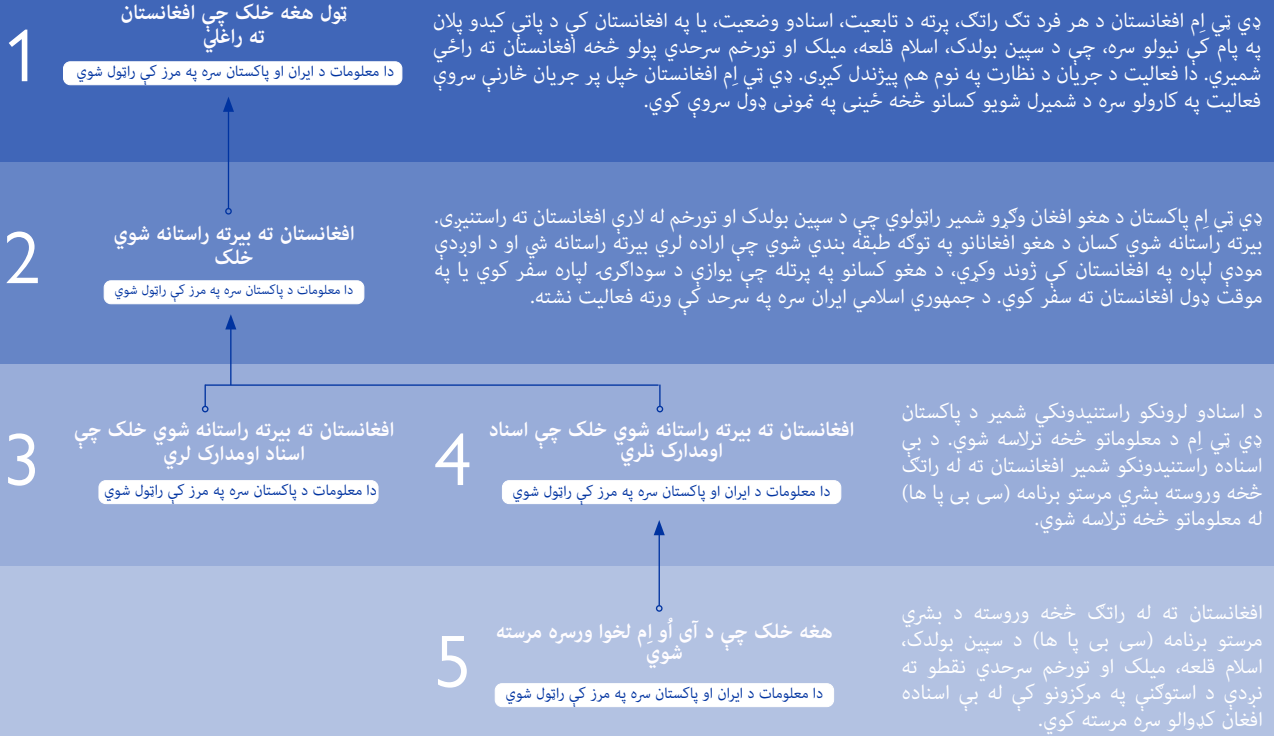 1
ټول هغه خلک چې افغانستان
ته راغلي
دا معلومات د ایران او پاکستان سره په مرز کې راټول شوي
ډي ټي اِم افغانستان د هر فرد تګ راتګ، پرته د تابعیت، اسنادو وضعیت، یا په افغانستان کې د پاتې کیدو پلان
په پام کې نیولو سره، چې د سپین بولدک، اسلام قلعه، میلک او تورخم سرحدي پولو څخه افغانستان ته راځي
شمیري. دا فعالیت د جریان د نظارت په نوم هم پیژندل کیږی. ډي ټي اِم افغانستان خپل پر جریان څارنې سروې
فعالیت په کارولو سره د شمیرل شویو کسانو څخه ځینی په نمونی ډول سروې کوي.
2
افغانستان ته بیرته راستانه شوي
خلک
دا معلومات د پاکستان سره په مرز کې راټول شوي
ډي ټي اِم پاکستان د هغو افغان وګړو شمیر راټولوي چې د سپین بولدک او تورخم له لارې افغانستان ته راستنیږی.
بیرته راستانه شوي کسان د هغو افغانانو په توګه طبقه بندي شوي چې اراده لري بیرته راستانه شي او د اوږدې
مودې لپاره په افغانستان کې ژوند وکړي، د هغو کسانو په پرتله چې یوازې د سوداګرۍ لپاره سفر کوي یا په
موقت ډول افغانستان ته سفر کوي. د جمهوري اسلامي ایران سره په سرحد کې ورته فعالیت نشته.
3
افغانستان ته بیرته راستانه شوي خلک چې
اسناد اومدارک لري
دا معلومات د پاکستان سره په مرز کې راټول شوي
4
افغانستان ته بیرته راستانه شوي خلک چې اسناد
اومدارک نلري
دا معلومات د ایران او پاکستان سره په مرز کې راټول شوي
د اسنادو لرونکو راستنیدونکي شمیر د پاکستان
ډي ټي اِم د معلوماتو څخه ترلاسه شوي. د بې
اسناده راستنیدونکو شمیر افغانستان ته له راتګ
څخه وروسته بشري مرستو برنامه (سی بی پا ها)
له معلوماتو څخه ترلاسه شوي.
5
هغه خلک چې د آی اُو اِم لخوا ورسره مرسته
شوي
دا معلومات د ایران او پاکستان سره په مرز کې راټول شوي
افغانستان ته له راتګ څخه وروسته د بشري
مرستو برنامه (سی بی پا ها) د سپین بولدک،
اسلام قلعه، میلک او تورخم سرحدي نقطو ته
نږدې د استوګنې په مرکزونو کې له بې اسناده
افغان کډوالو سره مرسته کوي.